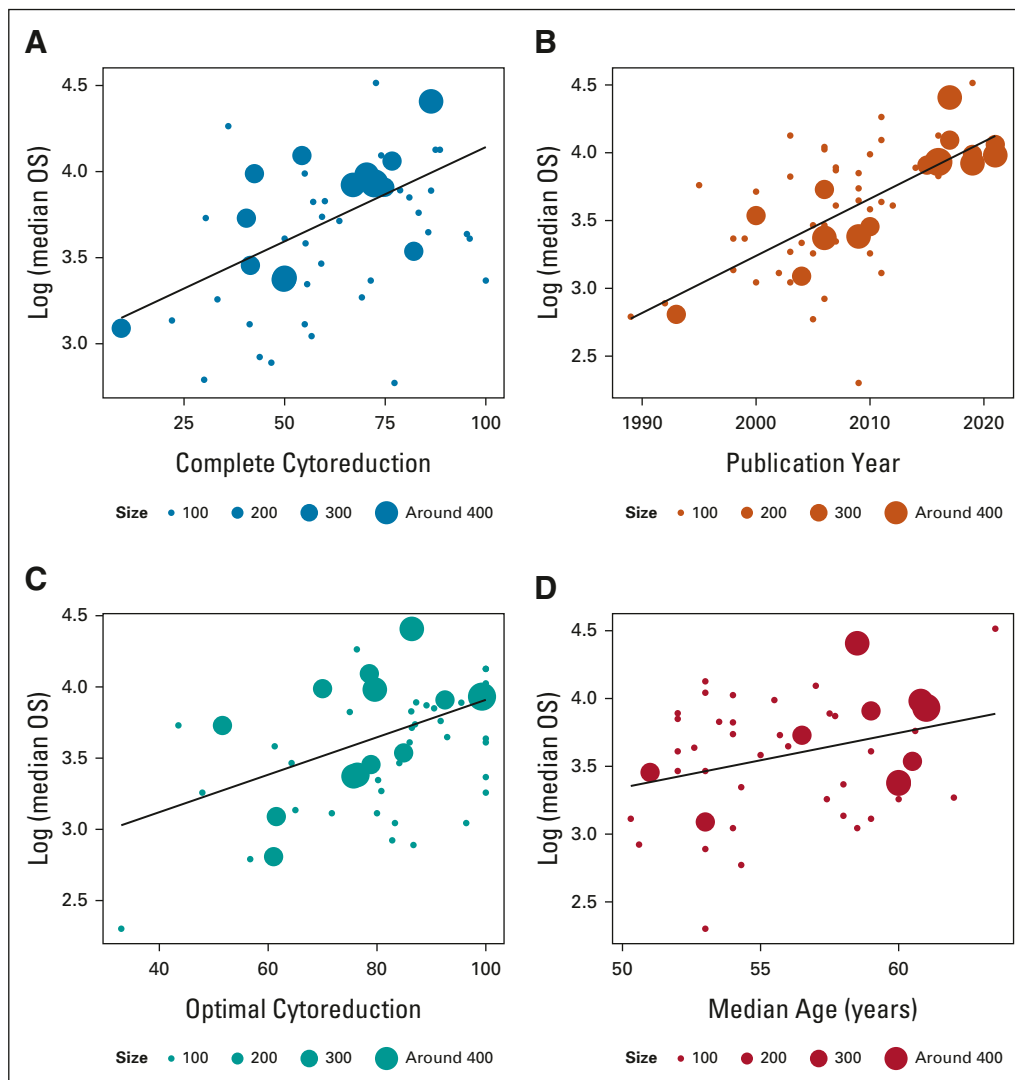 A
Log (median OS)
4.5
4.0
3.5
3.0
25 50 75 100
Complete Cytoreduction
Size 100 200 300 Around 400
B
Log (median OS)
4.5
4.0
3.5
3.0
2.5
1990 2000 2010 2020
Publication Year
Size 100 200 300 Around 400
C
Log (median OS)
4.5
4.0
3.5
3.0
2.5
40 60 80 100
Optimal Cytoreduction
Size 100 200 300 Around 400
D
Log (median OS)
4.5
4.0
3.5
3.0
2.5
50 55 60
Median Age (years)
Size 100 200 300 Around 400